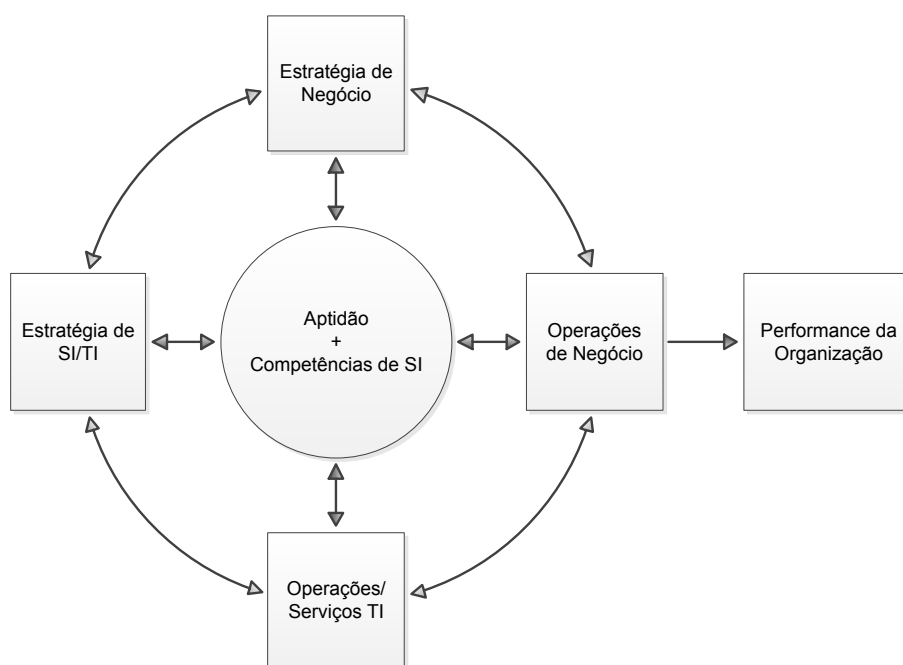 Estratégia de
Negócio
Estratégia de
SI/TI
Aptidão
+
Competências de SI
Operações
de Negócio
Performance da
Organização
Operações/
Serviços TI